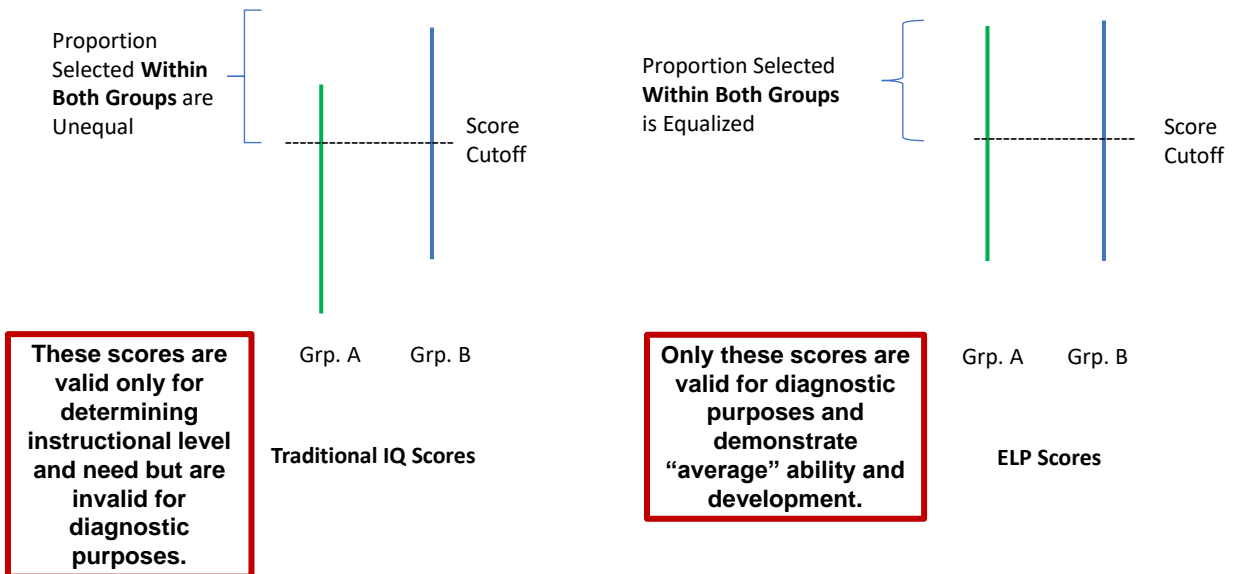 Proportion
Selected Within
Both Groups are
Unequal
Score
Cutoff
Grp. A
Grp. B
These scores are
valid only for
determining
instructional level
and need but are
invalid for
diagnostic
purposes.
Traditional IQ Scores
Proportion Selected
Within Both Groups
is Equalized
Score
Cutoff
Grp. A
Grp. B
Only these scores are
valid for diagnostic
purposes and
demonstrate
“average” ability and
development.
ELP Scores